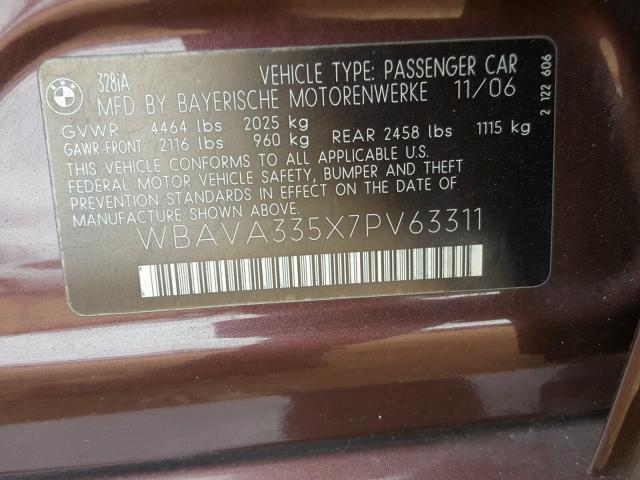 BMW
328iA
VEHICLE TYPE: PASSENGER CAR
MFD BY BAYERISCHE MOTORENWERKE 11/06
GVWR 4464 lbs 2025 kg
GAWR FRONT 2116 lbs 960 kg REAR 2458 lbs 1115 kg
THIS VEHICLE CONFORMS TO ALL APPLICABLE U.S.
FEDERAL MOTOR VEHICLE SAFETY, BUMPER AND THEFT
PREVENTION STANDARDS IN EFFECT ON THE DATE OF
MANUFACTURE SHOWN ABOVE.
WBAVA335X7PV63311
2 122 606